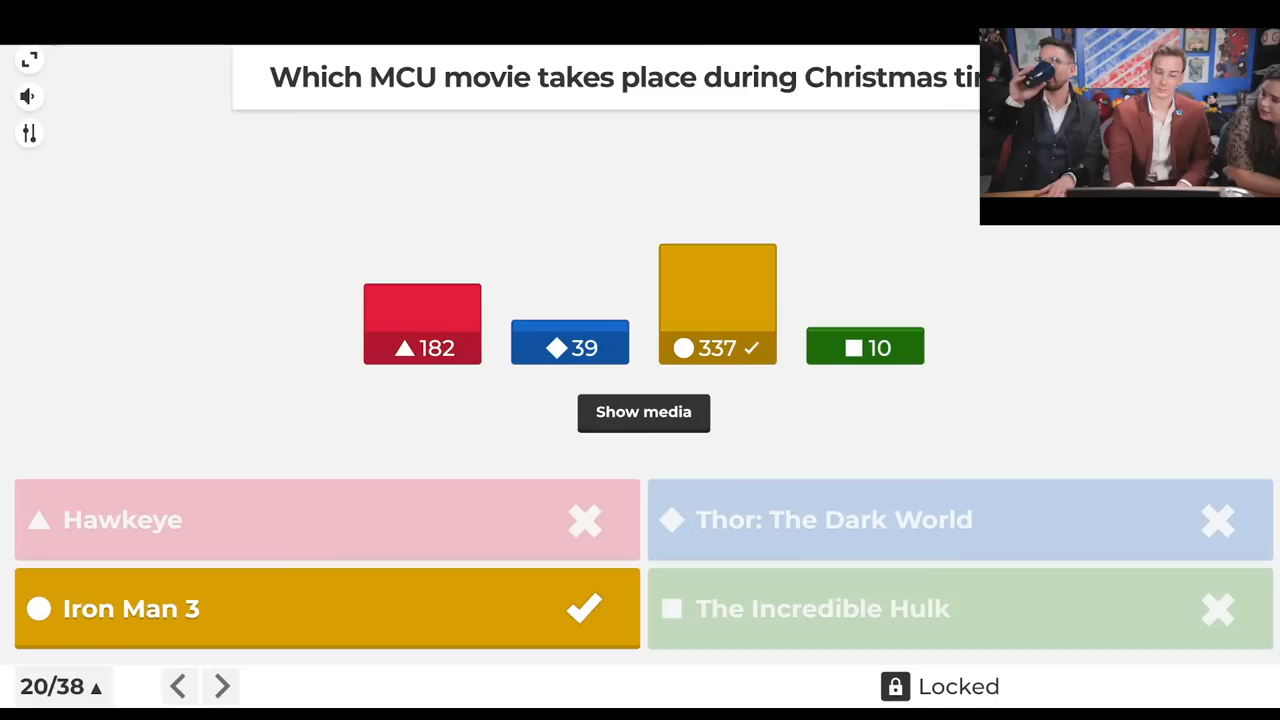 Which MCU movie takes place during Christmas
182
39
337
10
Show media
Hawkeye
Thor: The Dark World
Iron Man 3
The Incredible Hulk
20/38
Locked